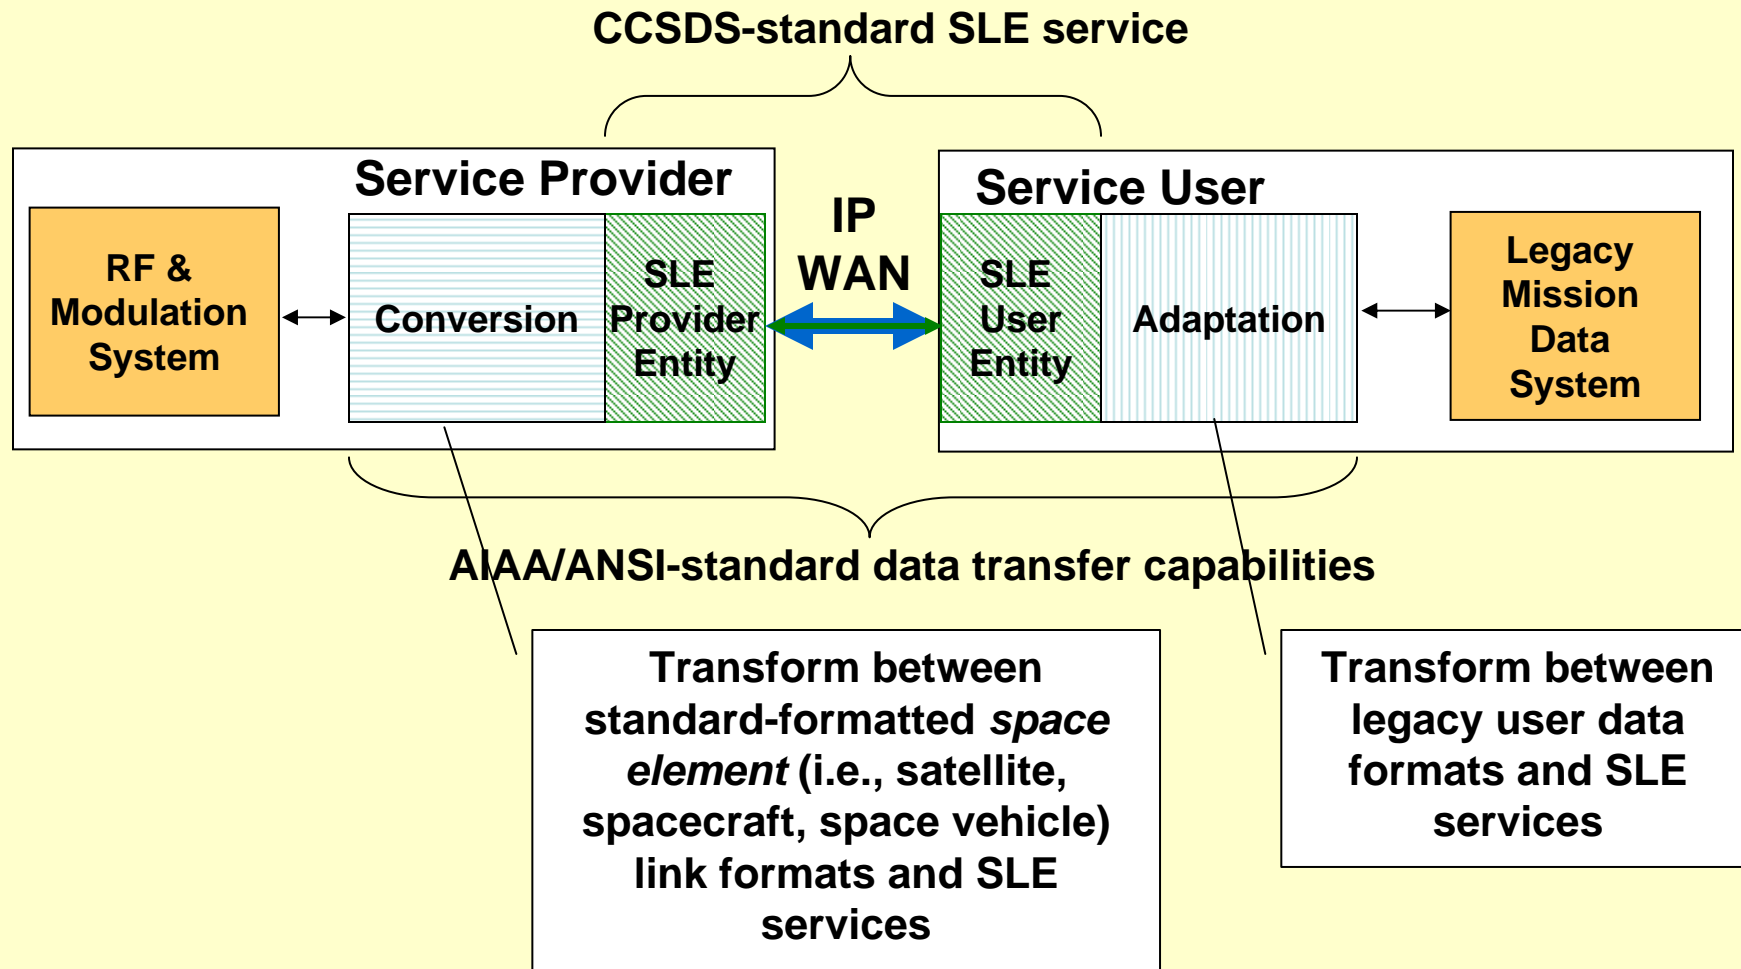 CCSDS-standard SLE service
Service Provider
RF &
Modulation
System
Conversion
SLE
Provider
Entity
IP
WAN
Service User
SLE
User
Entity
Adaptation
Legacy
Mission
Data
System
AIAA/ANSI-standard data transfer capabilities
Transform between
standard-formatted space
element (i.e., satellite,
spacecraft, space vehicle)
link formats and SLE
services
Transform between
legacy user data
formats and SLE
services